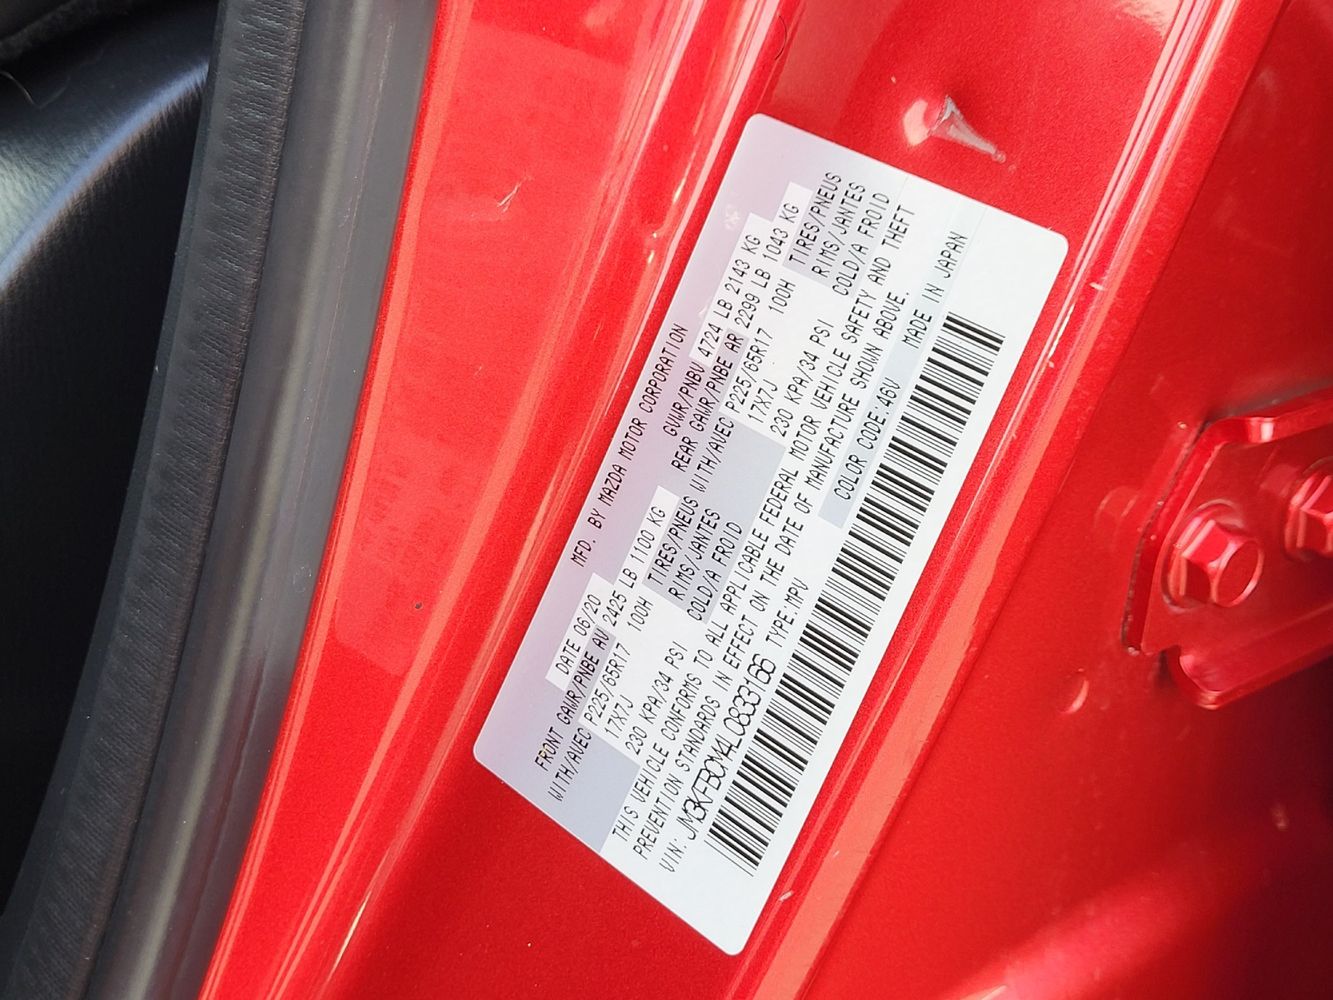 MFD. BY MAZDA MOTOR CORPORATION
DATE 06/20 GVWR/PNBV 4724 LB 2143 KG
FRONT GAWR/PNBE AV 2425 LB 1100 KG REAR GAWR/PNBE AR 2299 LB 1043 KG
WITH/AVEC P225/65R17 100H TIRES/PNEUS WITH/AVEC P225/65R17 100H TIRES/PNEUS
17X7J RIMS/JANTES 17X7J RIMS/JANTES
230 KPA/34 PSI COLD/A FROID 230 KPA/34 PSI COLD/A FROID
THIS VEHICLE CONFORMS TO ALL APPLICABLE FEDERAL MOTOR VEHICLE SAFETY AND THEFT
PREVENTION STANDARDS IN EFFECT ON THE DATE OF MANUFACTURE SHOWN ABOVE.
VIN: JM3KFBCM4L0833166 TYPE:MPV COLOR CODE:46V MADE IN JAPAN